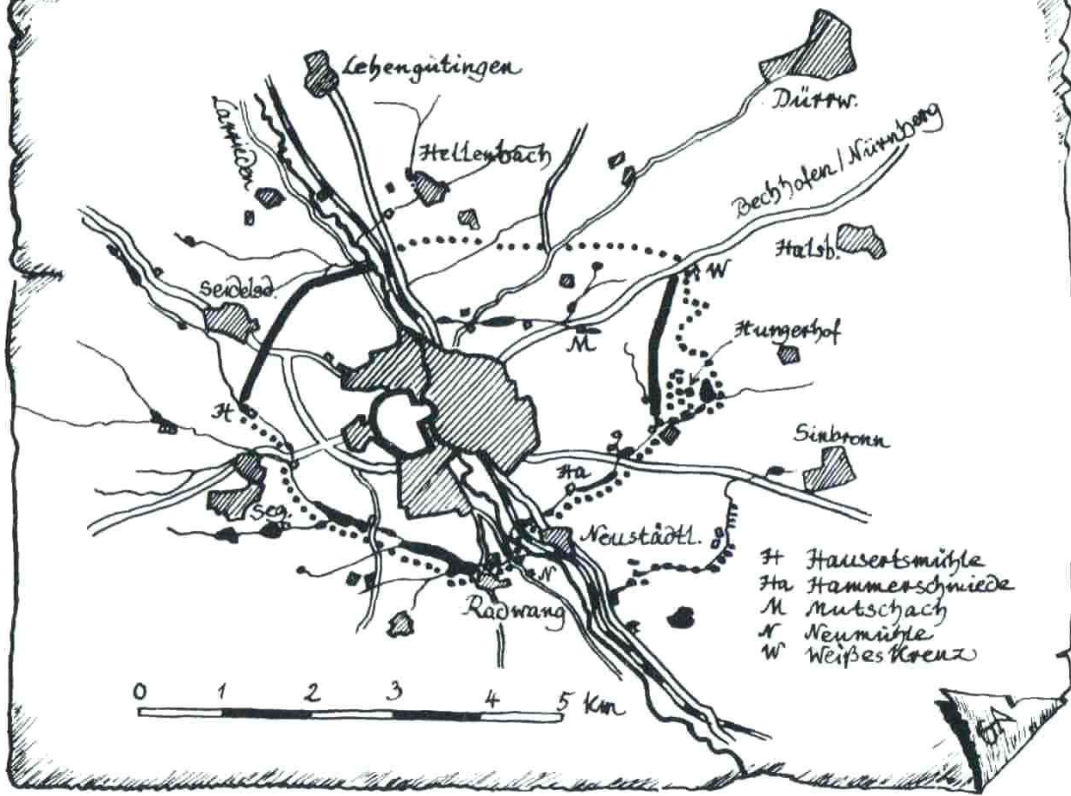 Lehengütingen
Larrieden
Hellenbach
Dürrw.
Bechhofen/Nürnberg
Halsb.
W
Seidelsd.
Hungerhof
M
H
Sinbronn
Ha
Seg.
Neustädtl.
N
Radwang
H Hausertsmühle
Ha Hammerschmiede
M Mutschach
N Neumühle
W Weißes Kreuz
0 1 2 3 4 5 Km